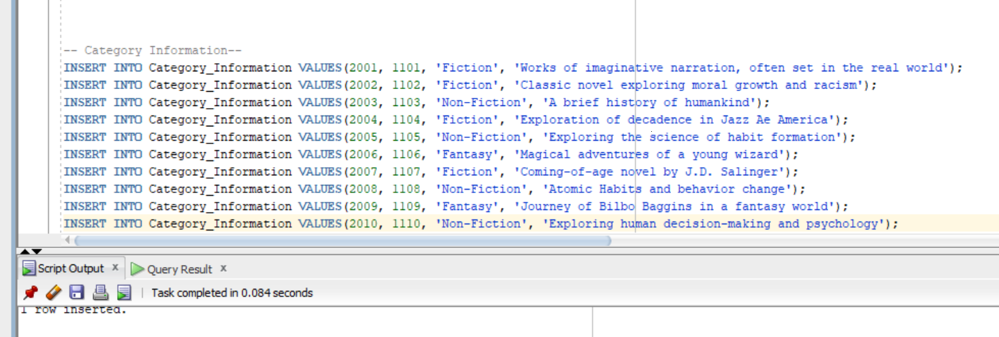 -- Category Information--
INSERT INTO Category_Information VALUES(2001, 1101, 'Fiction', 'Works of imaginative narration, often set in the real world');
INSERT INTO Category_Information VALUES(2002, 1102, 'Fiction', 'Classic novel exploring moral growth and racism');
INSERT INTO Category_Information VALUES(2003, 1103, 'Non-Fiction', 'A brief history of humankind');
INSERT INTO Category_Information VALUES(2004, 1104, 'Fiction', 'Exploration of decadence in Jazz Ae America');
INSERT INTO Category_Information VALUES(2005, 1105, 'Non-Fiction', 'Exploring the science of habit formation');
INSERT INTO Category_Information VALUES(2006, 1106, 'Fantasy', 'Magical adventures of a young wizard');
INSERT INTO Category_Information VALUES(2007, 1107, 'Fiction', 'Coming-of-age novel by J.D. Salinger');
INSERT INTO Category_Information VALUES(2008, 1108, 'Non-Fiction', 'Atomic Habits and behavior change');
INSERT INTO Category_Information VALUES(2009, 1109, 'Fantasy', 'Journey of Bilbo Baggins in a fantasy world');
INSERT INTO Category_Information VALUES(2010, 1110, 'Non-Fiction', 'Exploring human decision-making and psychology');
Script Output x Query Result x
Task completed in 0.084 seconds
1 row inserted.